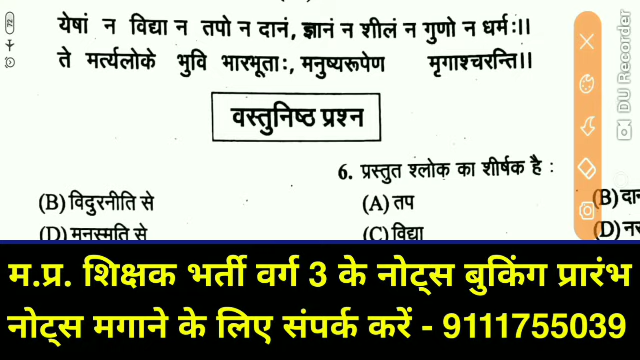 येषां न विद्या न तपो न दानं, ज्ञानं न शीलं न गुणो न धर्मः।।
ते मर्त्यलोके भुवि भारभूताः, मनुष्यरूपेण मृगाश्चरन्ति।।
वस्तुनिष्ठ प्रश्न
6. प्रस्तुत श्लोक का शीर्षक है :
(B) विदुरनीति से
(A) तप
(B) दान
(D) मनुस्मृति से
(C) विद्या
(D)
DU Recorder
म.प्र. शिक्षक भर्ती वर्ग 3 के नोट्स बुकिंग प्रारंभ
नोट्स मगाने के लिए संपर्क करें - 9111755039